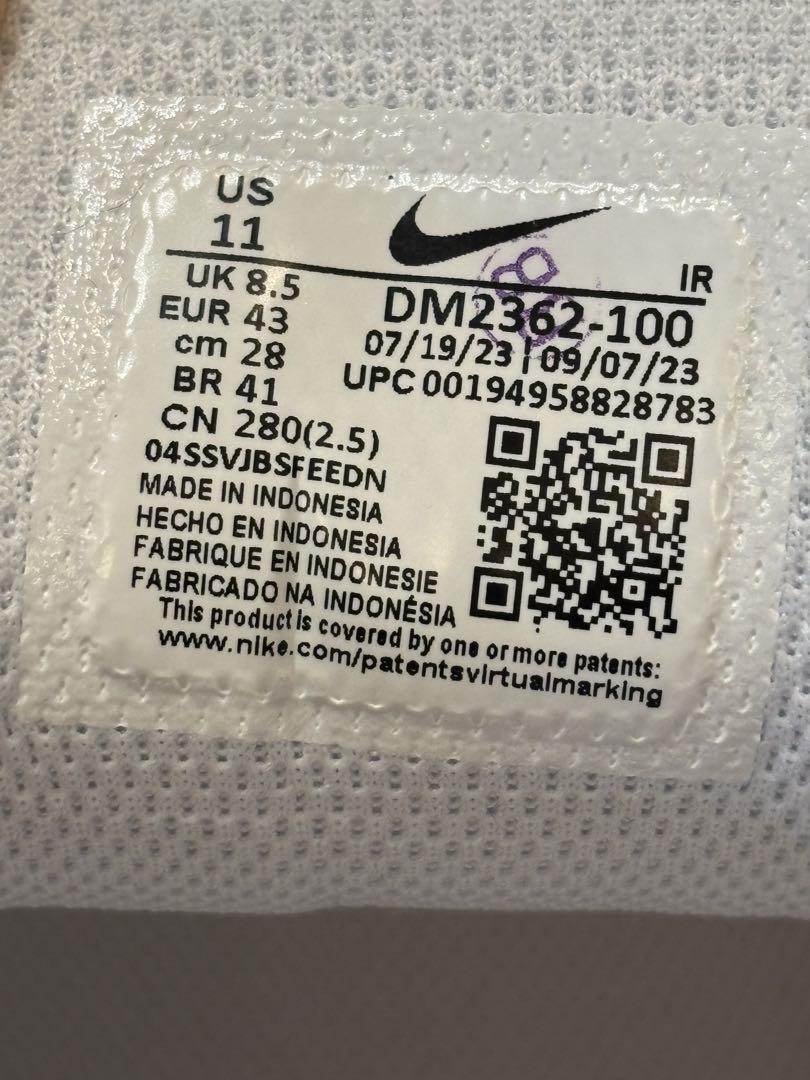 US
11
IR
UK 8.5
EUR 43
cm 28
BR 41
CN 280(2.5)
DM2362-100
07/19/23 | 09/07/23
UPC 00194958828783
04SSVJBSFEEDN
MADE IN INDONESIA
HECHO EN INDONESIA
FABRIQUE EN INDONESIE
FABRICADO NA INDONÉSIA
This product is covered by one or more patents:
www.nike.com/patentsvirtualmarking